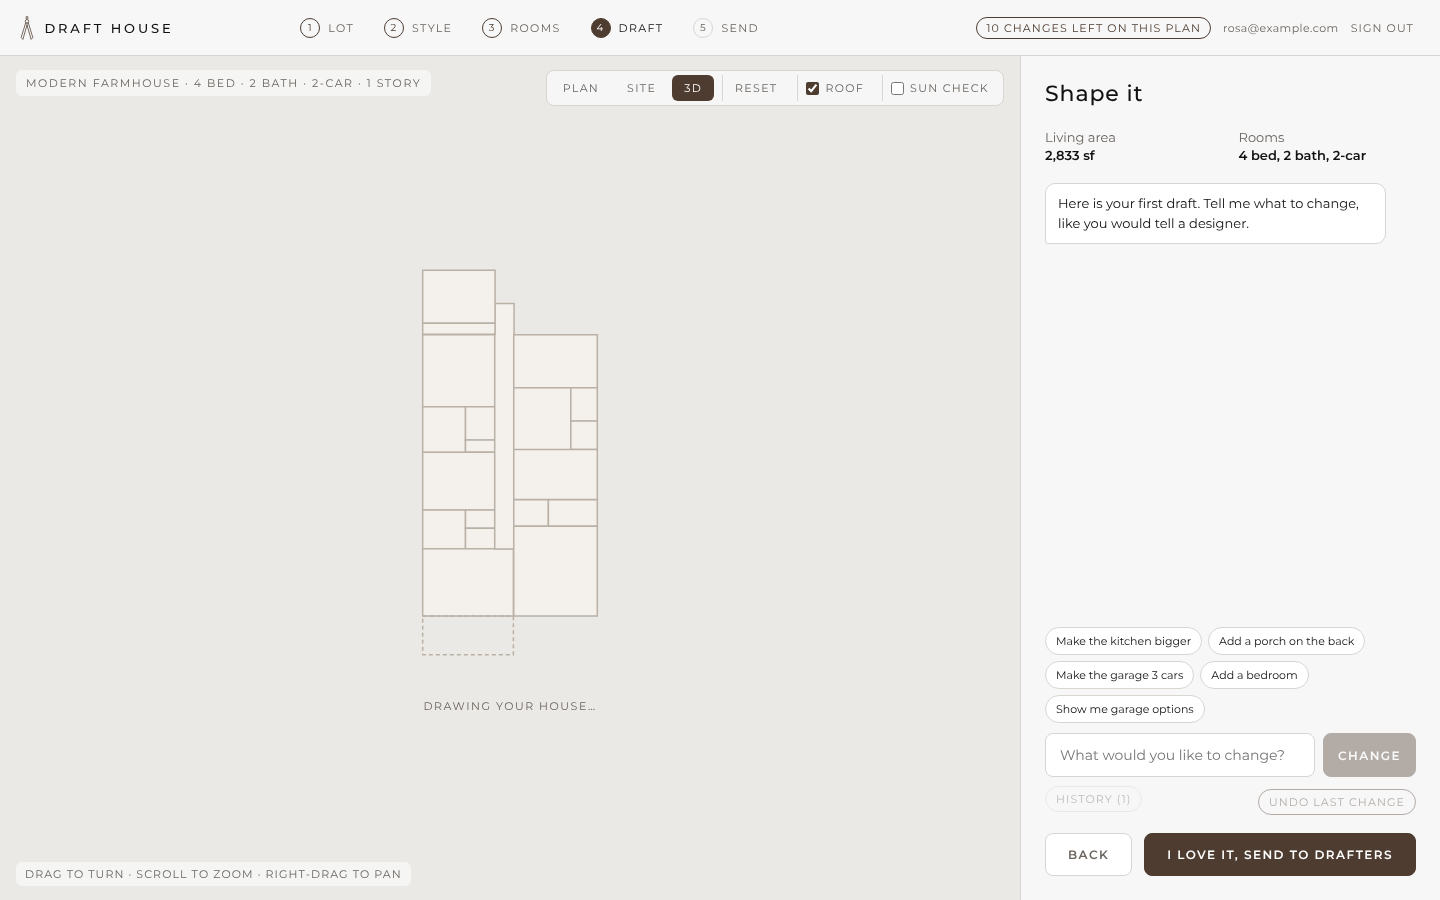 DRAFT HOUSE
1 LOT
2 STYLE
3 ROOMS
4 DRAFT
5 SEND
10 CHANGES LEFT ON THIS PLAN
rosa@example.com
SIGN OUT
MODERN FARMHOUSE · 4 BED · 2 BATH · 2-CAR · 1 STORY
PLAN
SITE
3D
RESET
ROOF
SUN CHECK
DRAWING YOUR HOUSE…
DRAG TO TURN · SCROLL TO ZOOM · RIGHT-DRAG TO PAN
Shape it
Living area
2,833 sf
Rooms
4 bed, 2 bath, 2-car
Here is your first draft. Tell me what to change,
like you would tell a designer.
Make the kitchen bigger
Add a porch on the back
Make the garage 3 cars
Add a bedroom
Show me garage options
What would you like to change?
CHANGE
HISTORY (1)
UNDO LAST CHANGE
BACK
I LOVE IT, SEND TO DRAFTERS